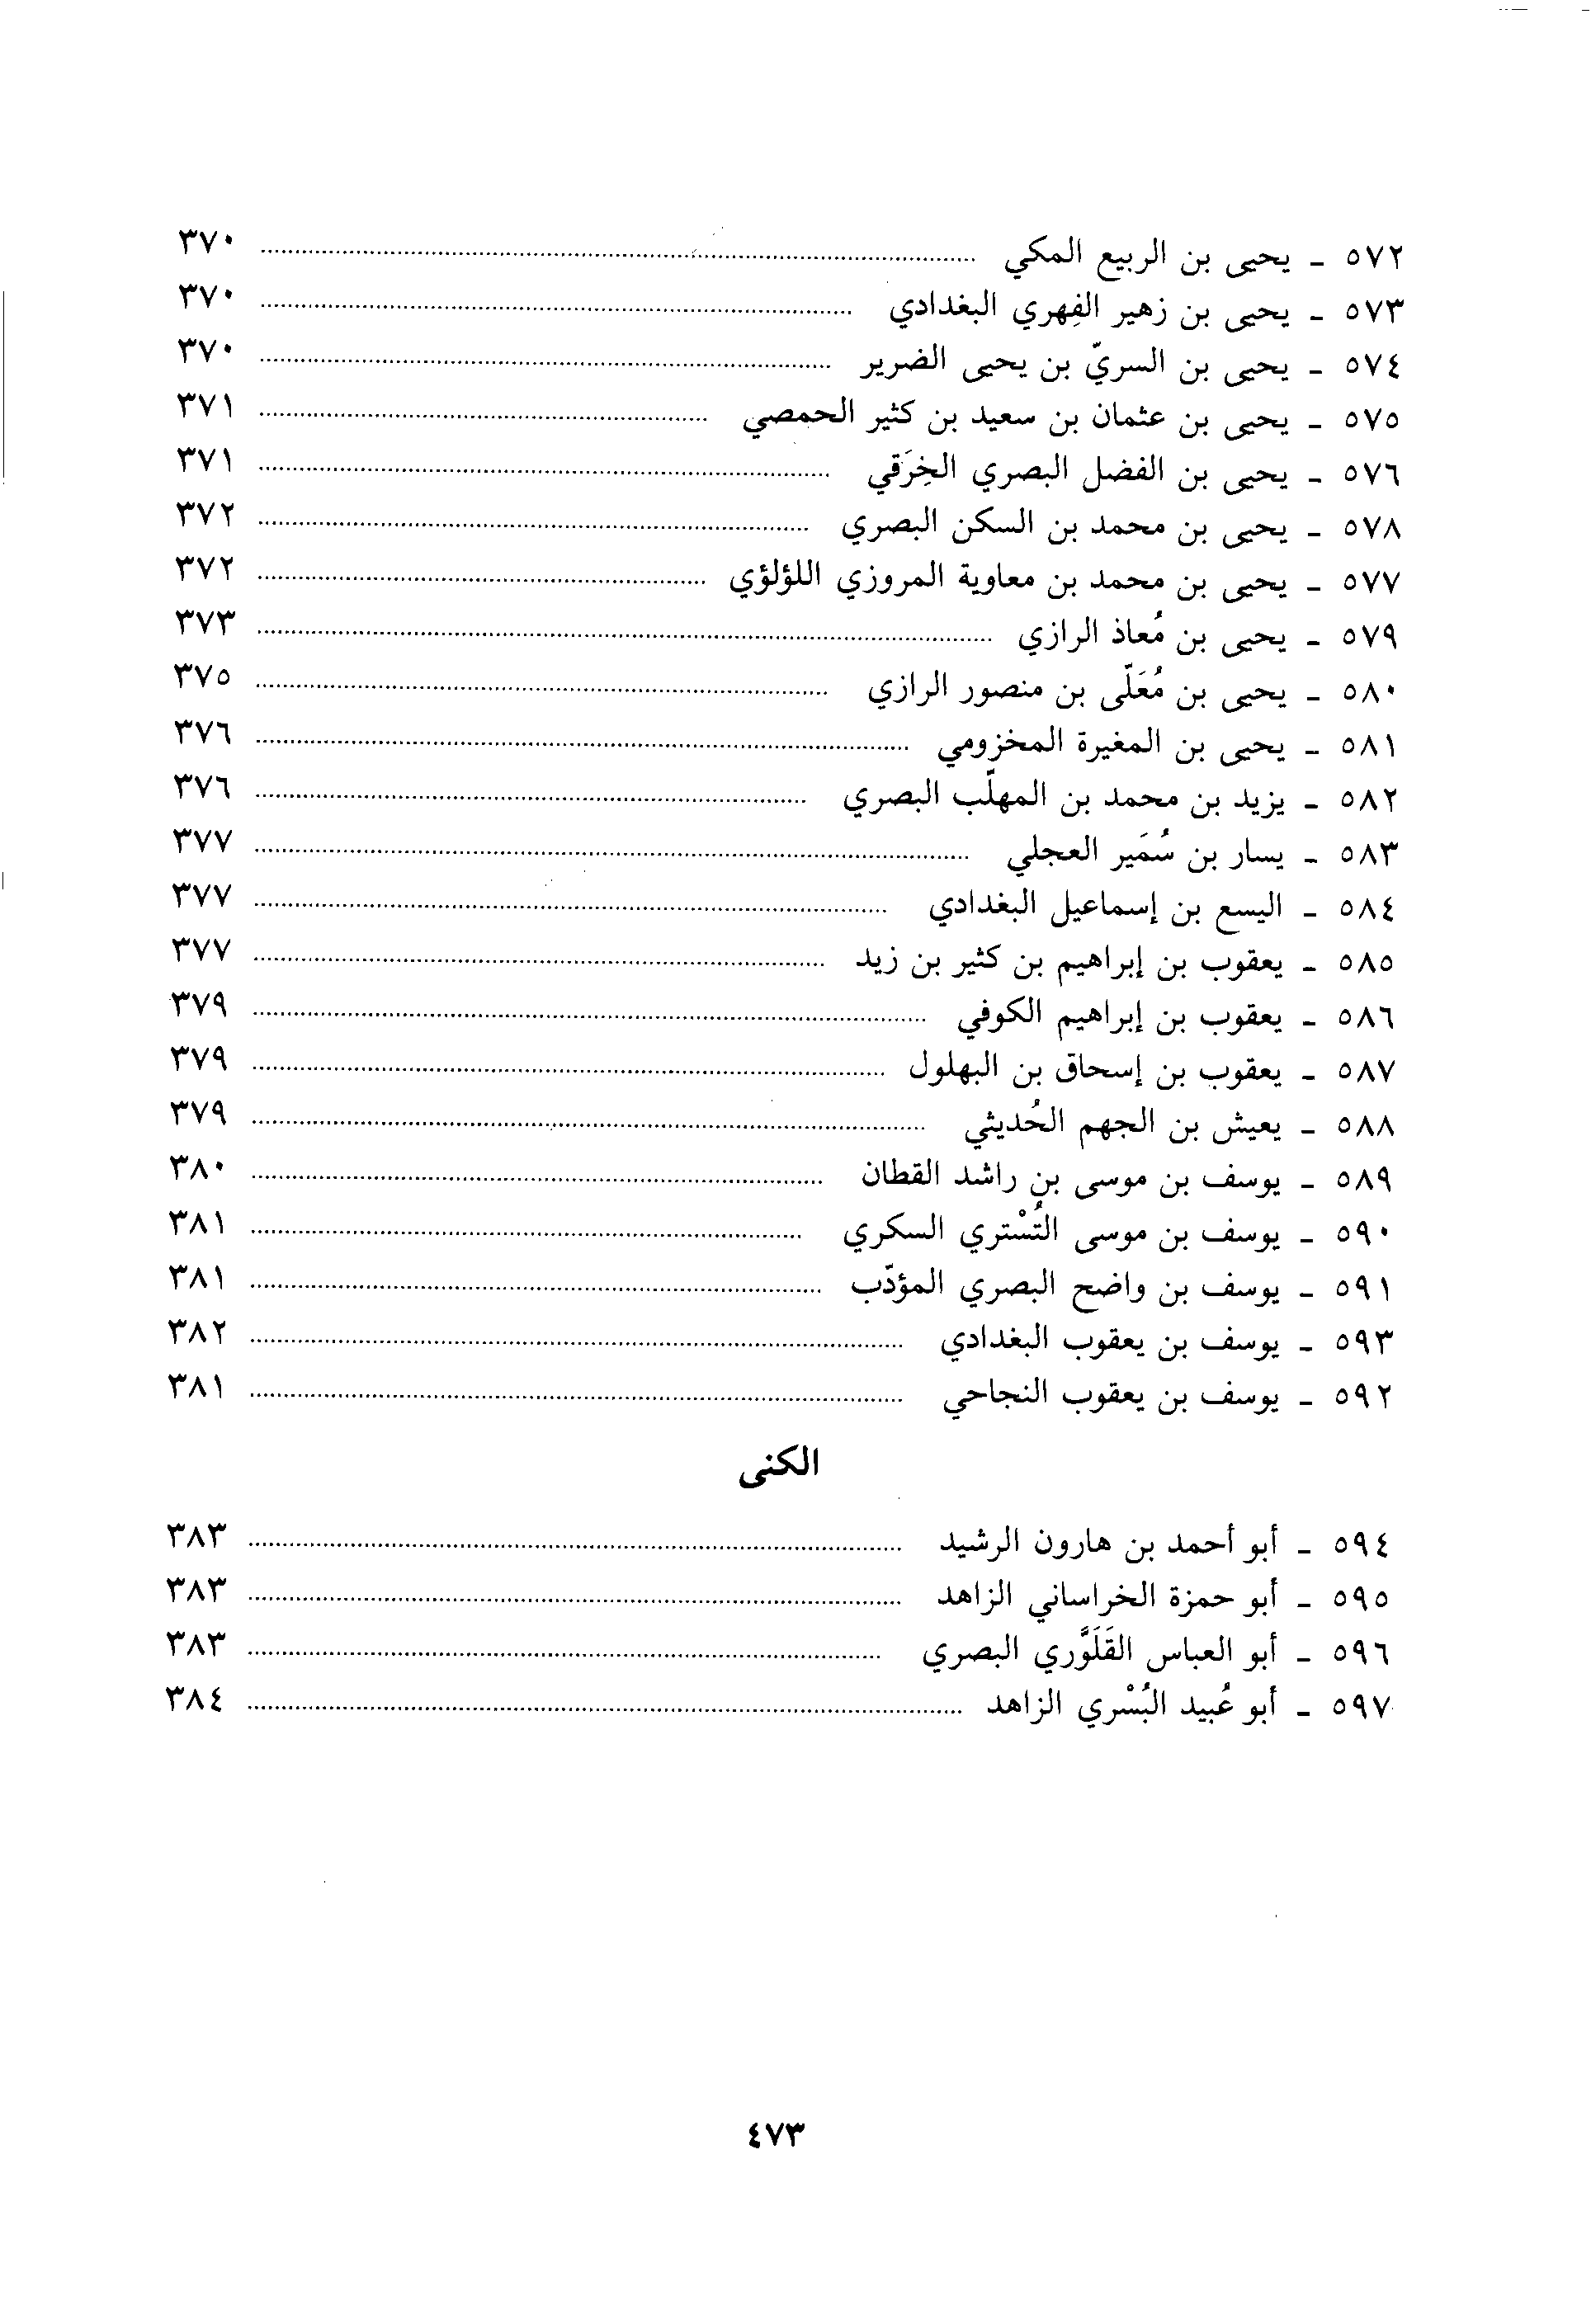 ٥٧٢ - يحيى بن الربيع المكي ........ ٣٧٠
٥٧٣ - يحيى بن زهير الفِهري البغدادي ........ ٣٧٠
٥٧٤ - يحيى بن السريّ بن يحيى الضرير ........ ٣٧٠
٥٧٥ - يحيى بن عثمان بن سعيد بن كثير الحمصي ........ ٣٧١
٥٧٦ - يحيى بن الفضل البصري الخِرَقي ........ ٣٧١
٥٧٨ - يحيى بن محمد بن السكن البصري ........ ٣٧٢
٥٧٧ - يحيى بن محمد بن معاوية المروزي اللؤلؤي ........ ٣٧٢
٥٧٩ - يحيى بن مُعاذ الرازي ........ ٣٧٣
٥٨٠ - يحيى بن مُعَلّى بن منصور الرازي ........ ٣٧٥
٥٨١ - يحيى بن المغيرة المخزومي ........ ٣٧٦
٥٨٢ - يزيد بن محمد بن المهلّب البصري ........ ٣٧٦
٥٨٣ - يسار بن سُمَير العجلي ........ ٣٧٧
٥٨٤ - اليسع بن إسماعيل البغدادي ........ ٣٧٧
٥٨٥ - يعقوب بن إبراهيم بن كثير بن زيد ........ ٣٧٧
٥٨٦ - يعقوب بن إبراهيم الكوفي ........ ٣٧٩
٥٨٧ - يعقوب بن إسحاق بن البهلول ........ ٣٧٩
٥٨٨ - يعيش بن الجهم الحُديثي ........ ٣٧٩
٥٨٩ - يوسف بن موسى بن راشد القطان ........ ٣٨٠
٥٩٠ - يوسف بن موسى التُسْتري السكري ........ ٣٨١
٥٩١ - يوسف بن واضح البصري المؤدّب ........ ٣٨١
٥٩٣ - يوسف بن يعقوب البغدادي ........ ٣٨٢
٥٩٢ - يوسف بن يعقوب النجاحي ........ ٣٨١
الكنى
٥٩٤ - أبو أحمد بن هارون الرشيد ........ ٣٨٣
٥٩٥ - أبو حمزة الخراساني الزاهد ........ ٣٨٣
٥٩٦ - أبو العباس القَلَوَّري البصري ........ ٣٨٣
٥٩٧ - أبو عُبيد البُسْري الزاهد ........ ٣٨٤
٤٧٣